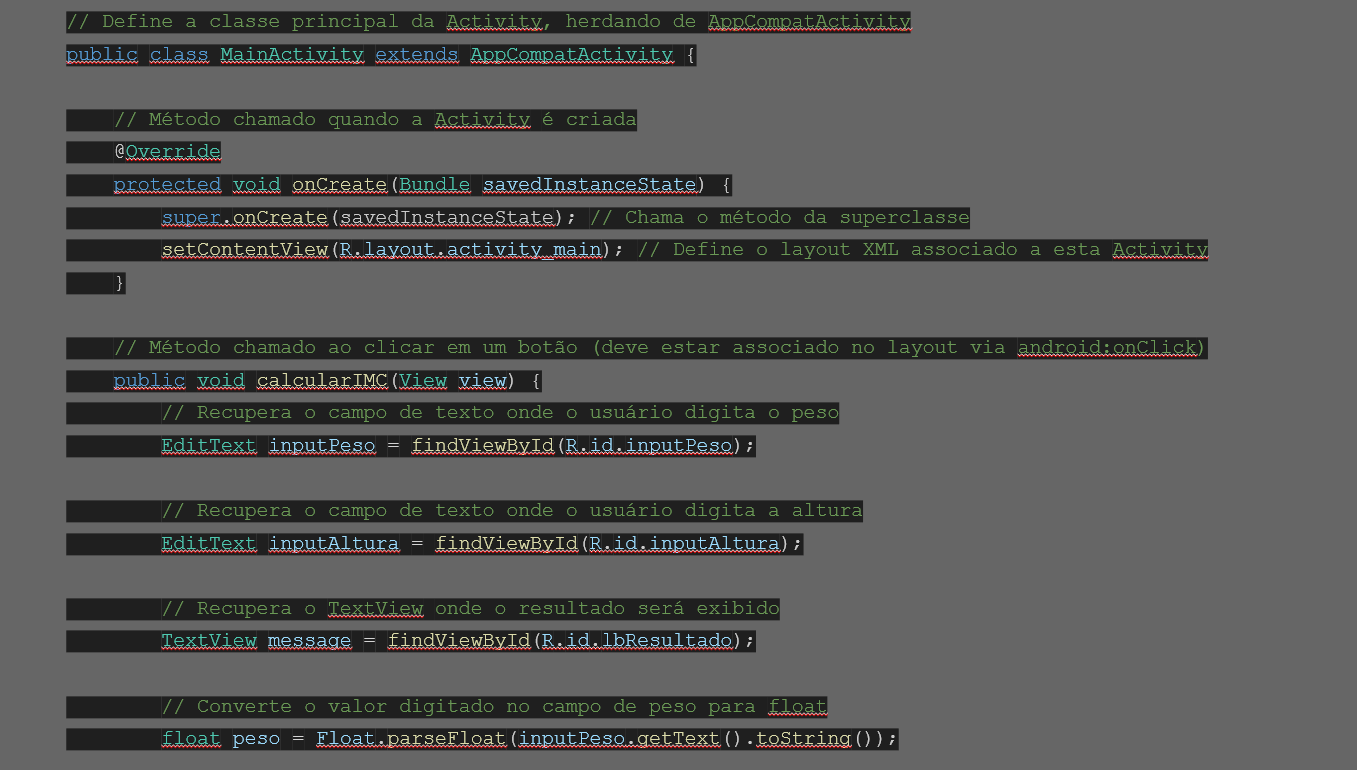 // Define a classe principal da Activity, herdando de AppCompatActivity
public class MainActivity extends AppCompatActivity {
// Método chamado quando a Activity é criada
@Override
protected void onCreate(Bundle savedInstanceState) {
super.onCreate(savedInstanceState); // Chama o método da superclasse
setContentView(R.layout.activity_main); // Define o layout XML associado a esta Activity
}
// Método chamado ao clicar em um botão (deve estar associado no layout via android:onClick)
public void calcularIMC(View view) {
// Recupera o campo de texto onde o usuário digita o peso
EditText inputPeso = findViewById(R.id.inputPeso);
// Recupera o campo de texto onde o usuário digita a altura
EditText inputAltura = findViewById(R.id.inputAltura);
// Recupera o TextView onde o resultado será exibido
TextView message = findViewById(R.id.lbResultado);
// Converte o valor digitado no campo de peso para float
float peso = Float.parseFloat(inputPeso.getText().toString());